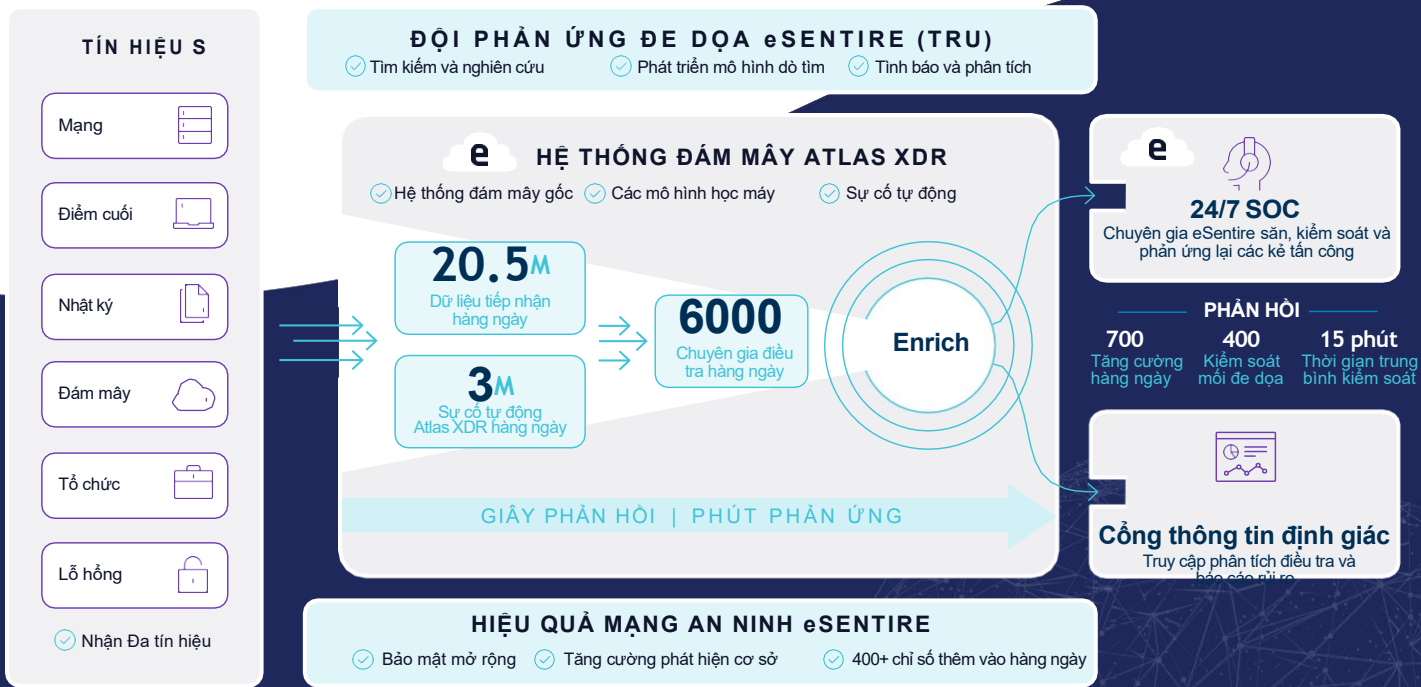 TÍN HIỆU S
Mạng
Điểm cuối
Nhật ký
Đám mây
Tổ chức
Lỗ hổng
Nhận Đa tín hiệu
ĐỘI PHẢN ỨNG ĐE DỌA eSENTIRE (TRU)
Tìm kiếm và nghiên cứu
Phát triển mô hình dò tìm
Tình báo và phân tích
e
HỆ THỐNG ĐÁM MÂY ATLAS XDR
Hệ thống đám mây gốc
Các mô hình học máy
Sự cố tự động
20.5M
Dữ liệu tiếp nhận
hàng ngày
3M
Sự cố tự động
Atlas XDR hàng ngày
6000
Chuyên gia điều
tra hàng ngày
Enrich
GIÂY PHẢN HỒI | PHÚT PHẢN ỨNG
e
24/7 SOC
Chuyên gia eSentire săn, kiểm soát và
phản ứng lại các kẻ tấn công
PHẢN HỒI
700
Tăng cường
hàng ngày
400
Kiểm soát
mối đe dọa
15 phút
Thời gian trung
bình kiểm soát
Cổng thông tin định giác
Truy cập phân tích điều tra và
báo cáo rủi ro
HIỆU QUẢ MẠNG AN NINH eSENTIRE
Bảo mật mở rộng
Tăng cường phát hiện cơ sở
400+ chỉ số thêm vào hàng ngày